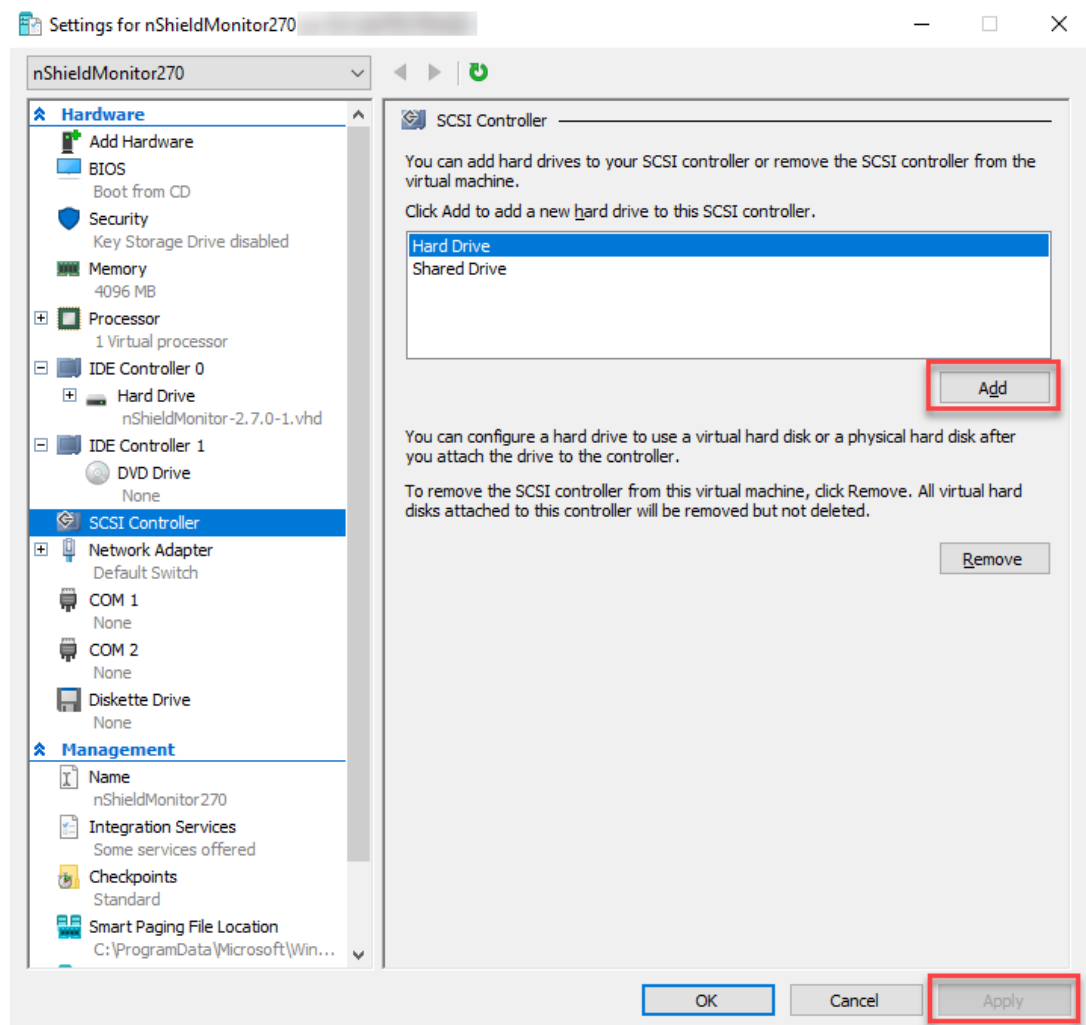 Settings for nShieldMonitor270
nShieldMonitor270
Hardware
Add Hardware
BIOS
Boot from CD
Security
Key Storage Drive disabled
Memory
4096 MB
Processor
1 Virtual processor
IDE Controller 0
Hard Drive
nShieldMonitor-2.7.0-1.vhd
IDE Controller 1
DVD Drive
None
SCSI Controller
Network Adapter
Default Switch
COM 1
None
COM 2
None
Diskette Drive
None
Management
Name
nShieldMonitor270
Integration Services
Some services offered
Checkpoints
Standard
Smart Paging File Location
C:\ProgramData\Microsoft\Win...
SCSI Controller
You can add hard drives to your SCSI controller or remove the SCSI controller from the
virtual machine.
Click Add to add a new hard drive to this SCSI controller.
Hard Drive
Shared Drive
Add
You can configure a hard drive to use a virtual hard disk or a physical hard disk after
you attach the drive to the controller.
To remove the SCSI controller from this virtual machine, click Remove. All virtual hard
disks attached to this controller will be removed but not deleted.
Remove
OK
Cancel
Apply